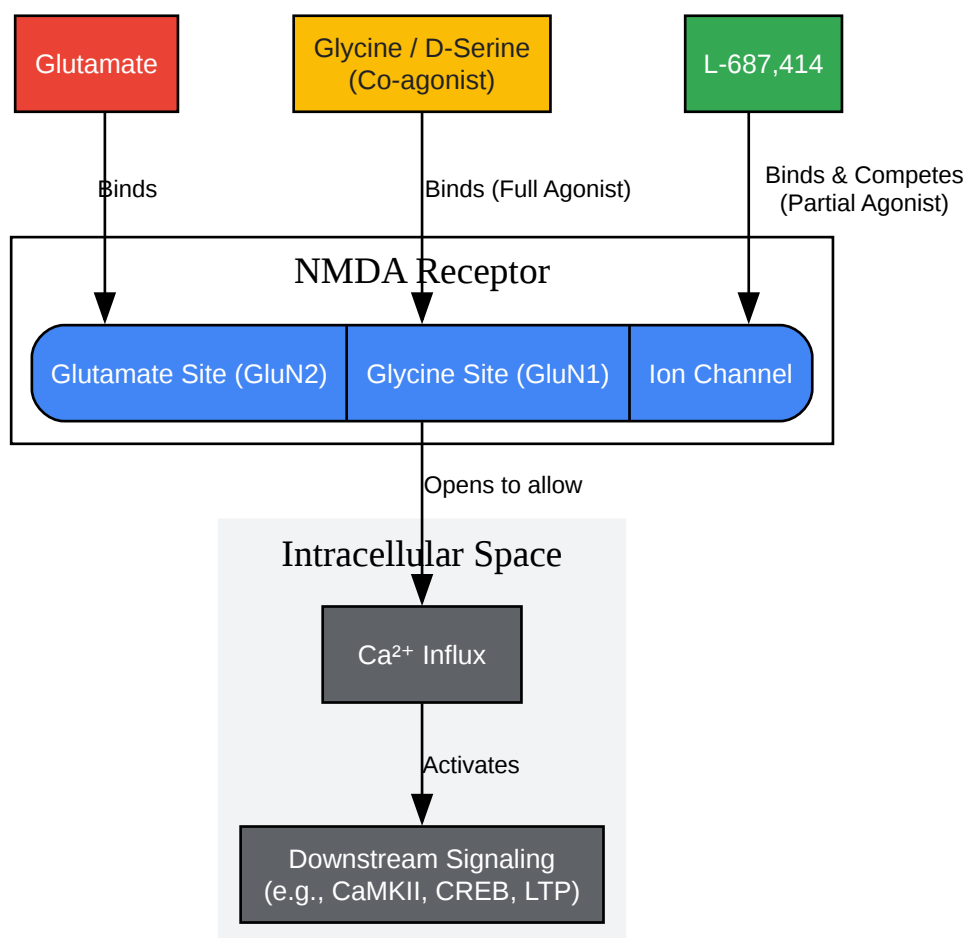 Glutamate
Glycine / D-Serine
(Co-agonist)
L-687,414
Binds
Binds (Full Agonist)
Binds & Competes
(Partial Agonist)
NMDA Receptor
Glutamate Site (GluN2)
Glycine Site (GluN1)
Ion Channel
Opens to allow
Intracellular Space
Ca²⁺ Influx
Activates
Downstream Signaling
(e.g., CaMKII, CREB, LTP)